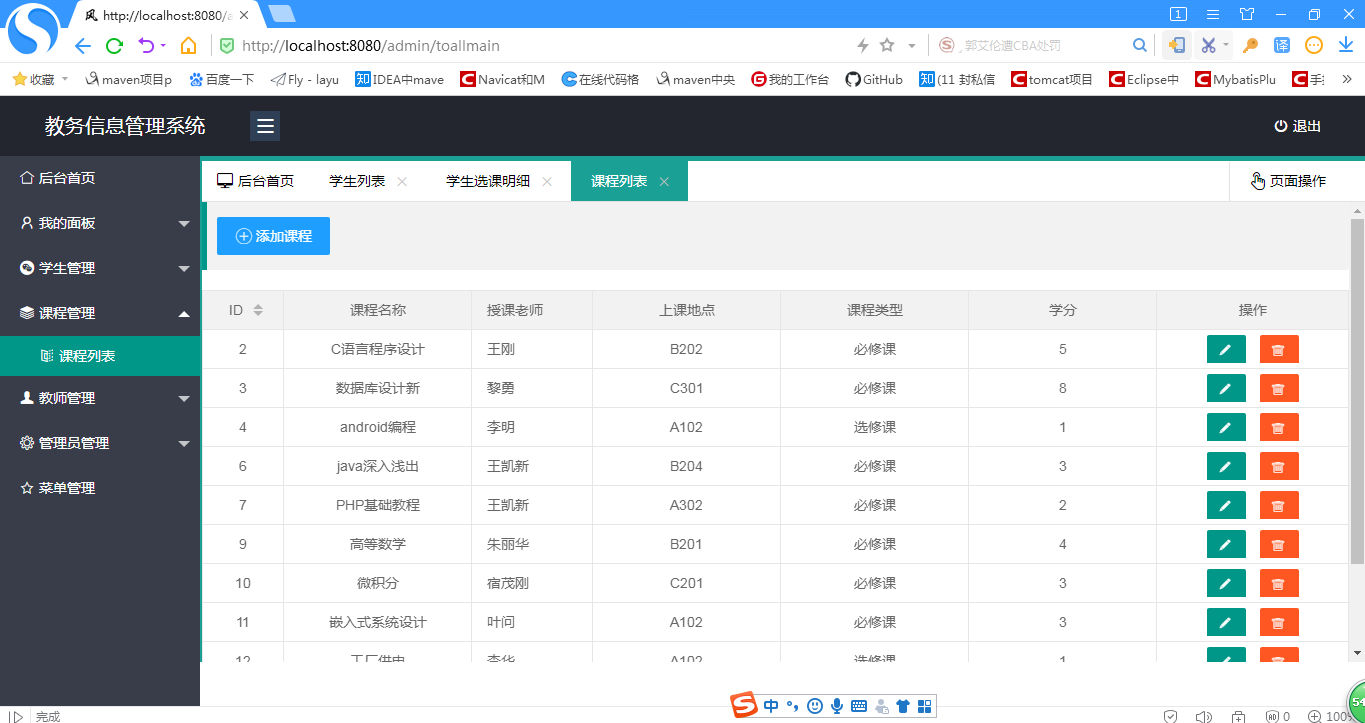 http://localhost:8080/a
1
http://localhost:8080/admin/toallmain
郭艾伦遭CBA处罚
译
收藏
maven项目p
百度一下
Fly - layu
知 IDEA中mave
Navicat和M
在线代码格
maven中央
我的工作台
GitHub
知 (11 封私信
tomcat项目
Eclipse中
MybatisPlu
教务信息管理系统
退出
后台首页
我的面板
学生管理
课程管理
课程列表
教师管理
管理员管理
菜单管理
后台首页 学生列表 学生选课明细 课程列表 页面操作
添加课程
ID 课程名称 授课老师 上课地点 课程类型 学分 操作
2 C语言程序设计 王刚 B202 必修课 5
3 数据库设计新 黎勇 C301 必修课 8
4 android编程 李明 A102 选修课 1
6 java深入浅出 王凯新 B204 必修课 3
7 PHP基础教程 王凯新 A302 必修课 2
9 高等数学 朱丽华 B201 必修课 4
10 微积分 宿茂刚 C201 必修课 3
11 嵌入式系统设计 叶问 A102 必修课 3
12 工厂供电 李华 A102 选修课 1
中
完成
0
100%
54